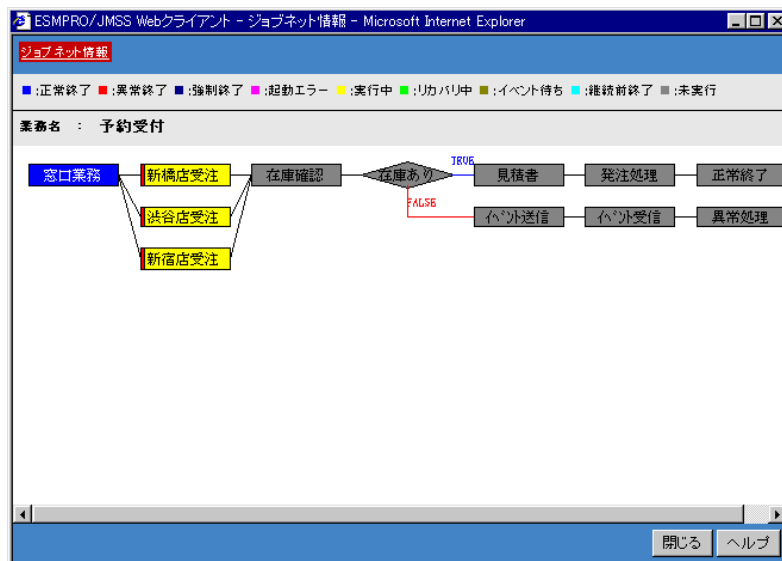 ESMPRO/JMSS Webクライアント - ジョブネット情報 - Microsoft Internet Explorer
ジョブネット情報
■:正常終了 ■:異常終了 ■:強制終了 ■:起動エラー ■:実行中 ■:リカバリ中 ■:イベント待ち ■:継続前終了 ■:未実行
業務名 : 予約受付
TRUE
窓口業務 新橋店受注 在庫確認 在庫あり 見積書 発注処理 正常終了
FALSE
渋谷店受注 イベント送信 イベント受信 異常処理
新宿店受注
閉じる ヘルプ